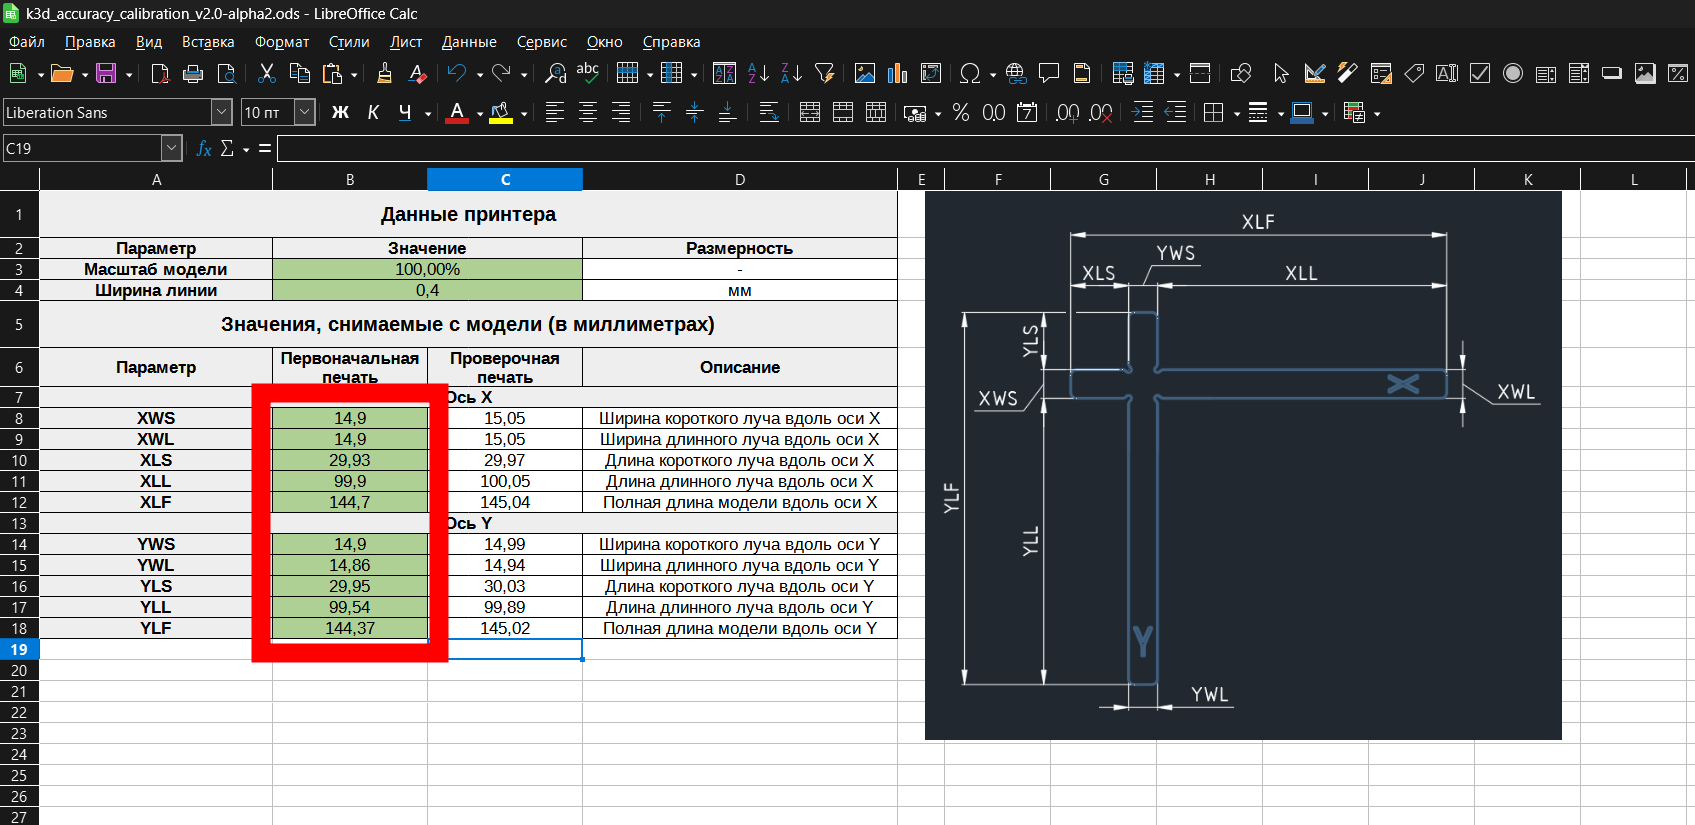 k3d_accuracy_calibration_v2.0-alpha2.ods - LibreOffice Calc
Файл Правка Вид Вставка Формат Стили Лист Данные Сервис Окно Справка
Liberation Sans 10 пт Ж К Ч
C19
A B C D E F G H I J K L
1 Данные принтера
2 Параметр Значение Размерность
3 Масштаб модели 100,00% -
4 Ширина линии 0,4 мм
5 Значения, снимаемые с модели (в миллиметрах)
6 Параметр Первоначальная печать Проверочная печать Описание
7 Ось X
8 XWS 14,9 15,05 Ширина короткого луча вдоль оси X
9 XWL 14,9 15,05 Ширина длинного луча вдоль оси X
10 XLS 29,93 29,97 Длина короткого луча вдоль оси X
11 XLL 99,9 100,05 Длина длинного луча вдоль оси X
12 XLF 144,7 145,04 Полная длина модели вдоль оси X
13 Ось Y
14 YWS 14,9 14,99 Ширина короткого луча вдоль оси Y
15 YWL 14,86 14,94 Ширина длинного луча вдоль оси Y
16 YLS 29,95 30,03 Длина короткого луча вдоль оси Y
17 YLL 99,54 99,89 Длина длинного луча вдоль оси Y
18 YLF 144,37 145,02 Полная длина модели вдоль оси Y
19
20
21
22
23
24
25
26
27
XLF
YWS
XLS XLL
YLS
XWS X XWL
YLF
YLL
Y
YWL